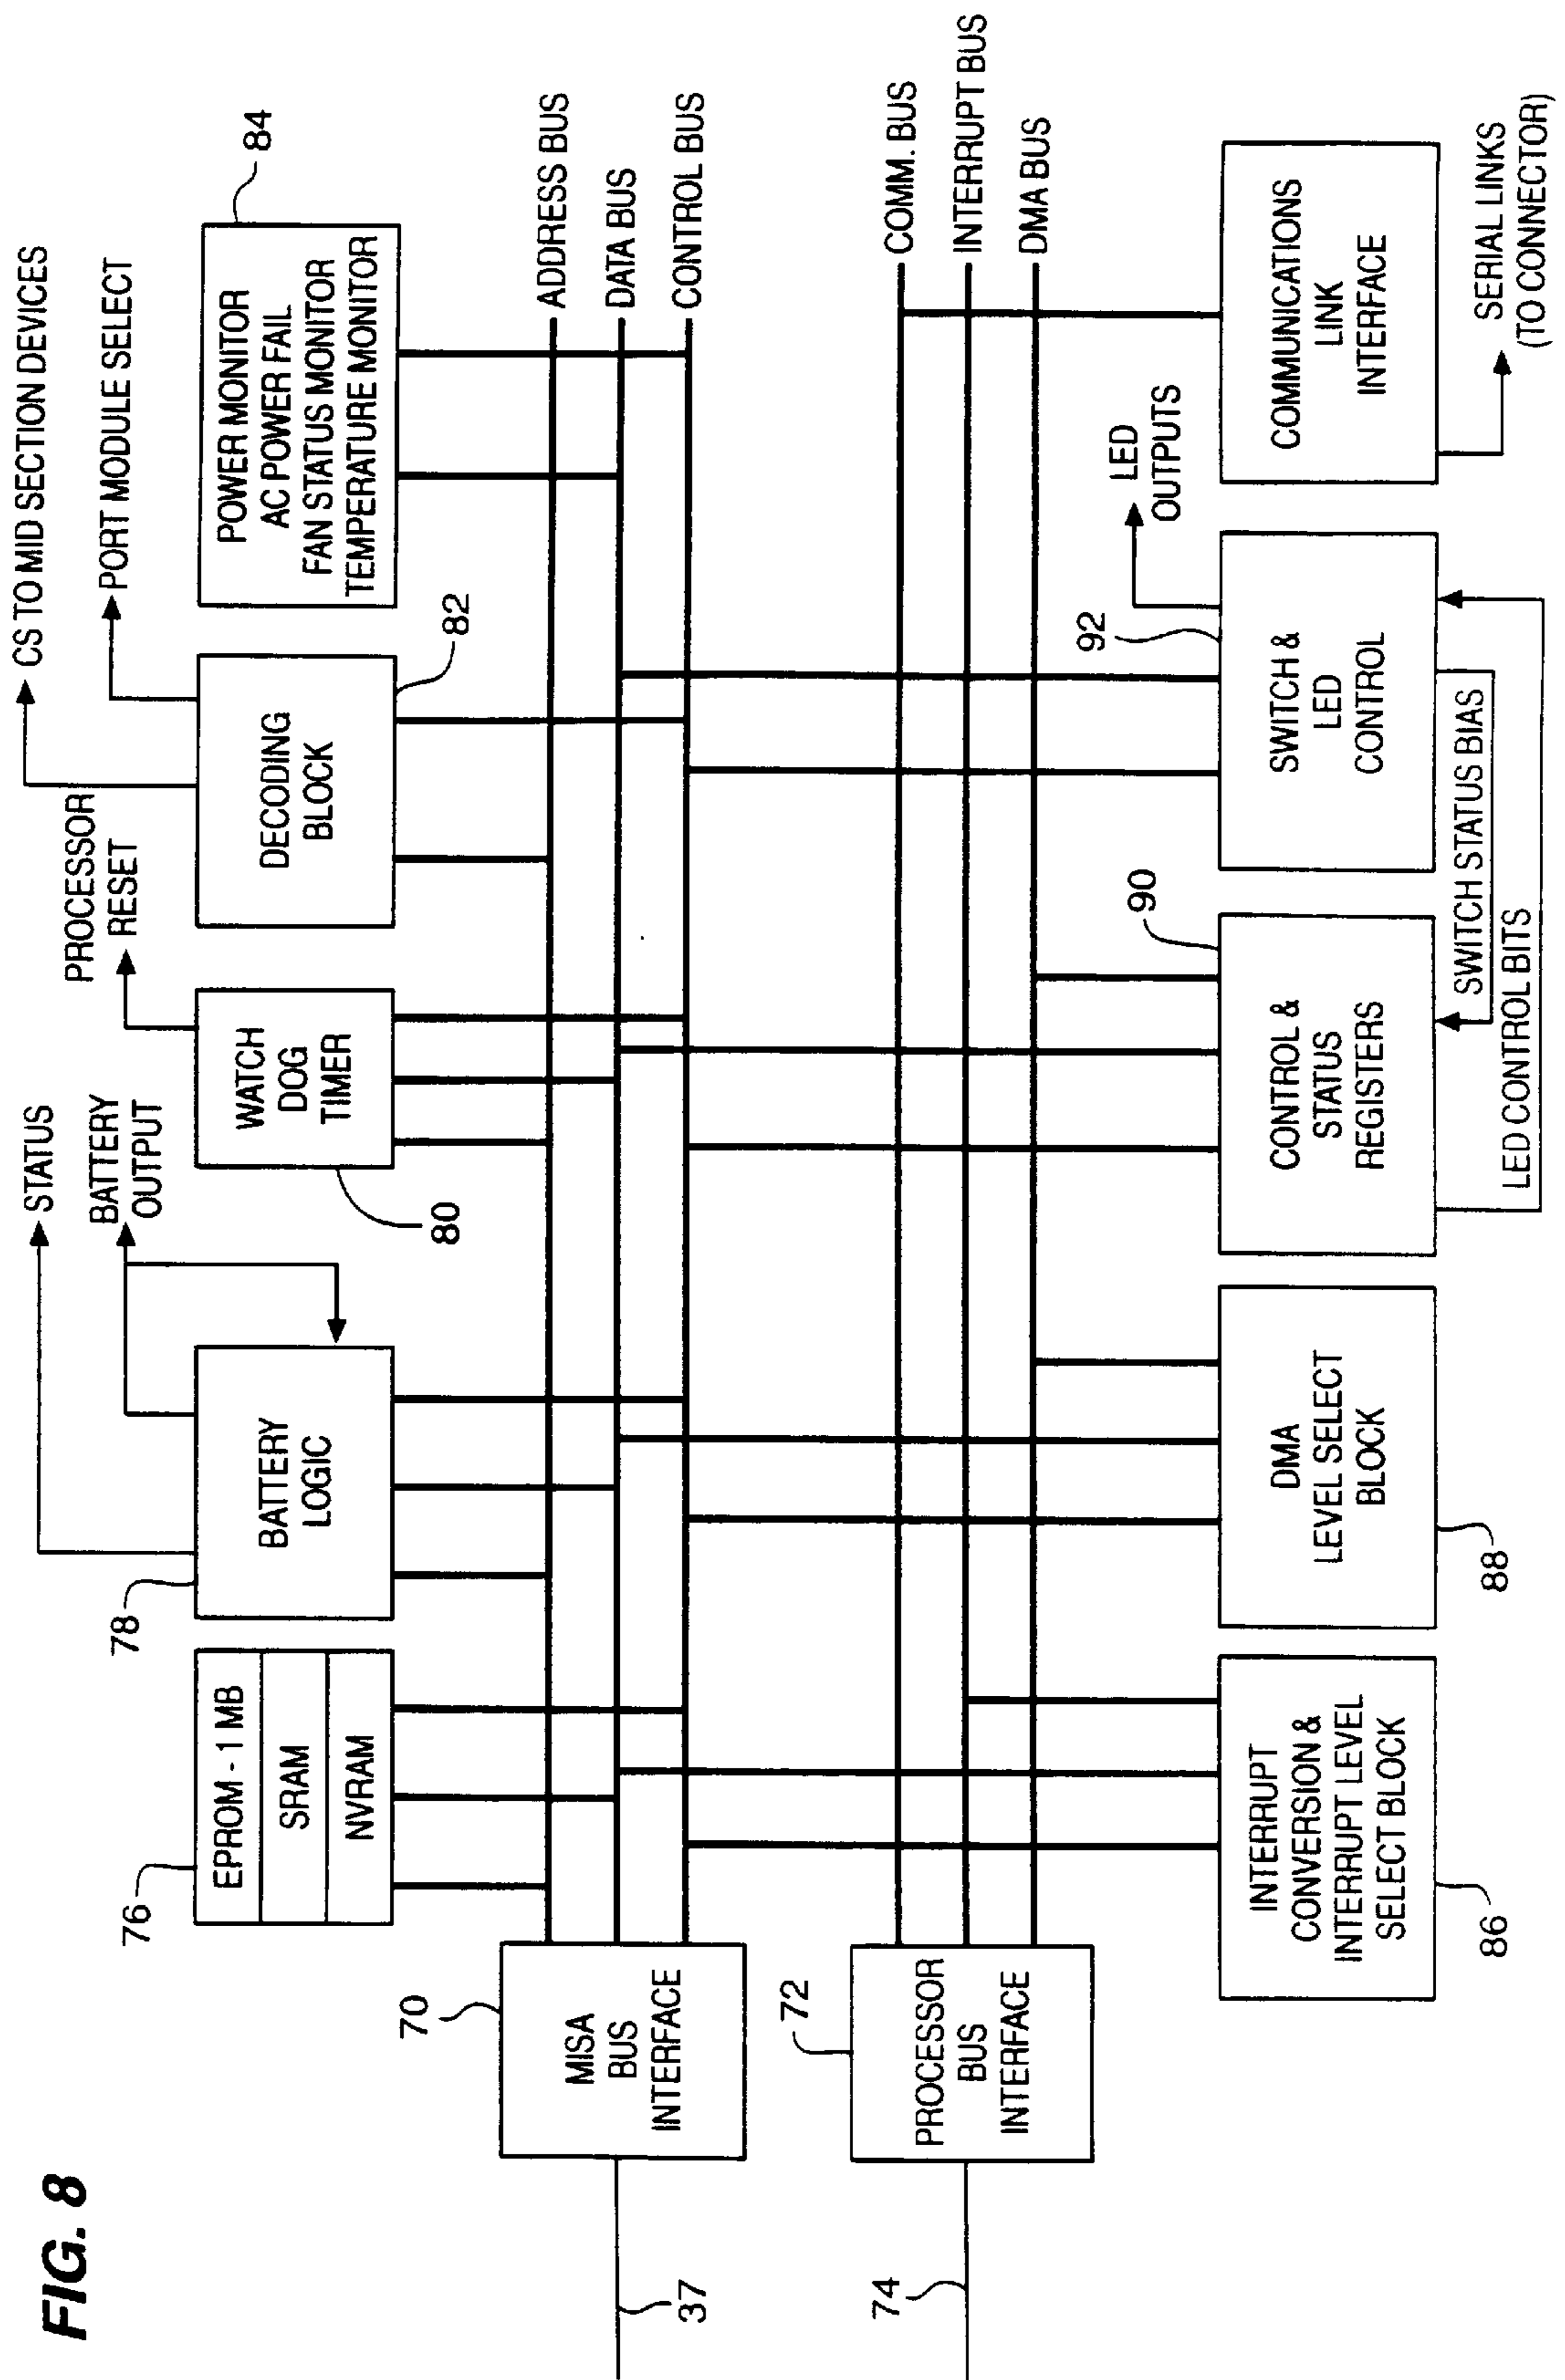 FIG. 8
CS TO MID SECTION DEVICES
PORT MODULE SELECT
PROCESSOR
RESET
STATUS
BATTERY
OUTPUT
76
EPROM - 1 MB
SRAM
NVRAM
78
BATTERY
LOGIC
80
WATCH
DOG
TIMER
82
DECODING
BLOCK
84
POWER MONITOR
AC POWER FAIL
FAN STATUS MONITOR
TEMPERATURE MONITOR
70
MISA
BUS
INTERFACE
37
ADDRESS BUS
DATA BUS
CONTROL BUS
72
PROCESSOR
BUS
INTERFACE
74
COMM. BUS
INTERRUPT BUS
DMA BUS
86
INTERRUPT
CONVERSION &
INTERRUPT LEVEL
SELECT BLOCK
88
DMA
LEVEL SELECT
BLOCK
90
CONTROL &
STATUS
REGISTERS
92
SWITCH &
LED
CONTROL
LED
OUTPUTS
COMMUNICATIONS
LINK
INTERFACE
SWITCH STATUS BIAS
LED CONTROL BITS
SERIAL LINKS
(TO CONNECTOR)